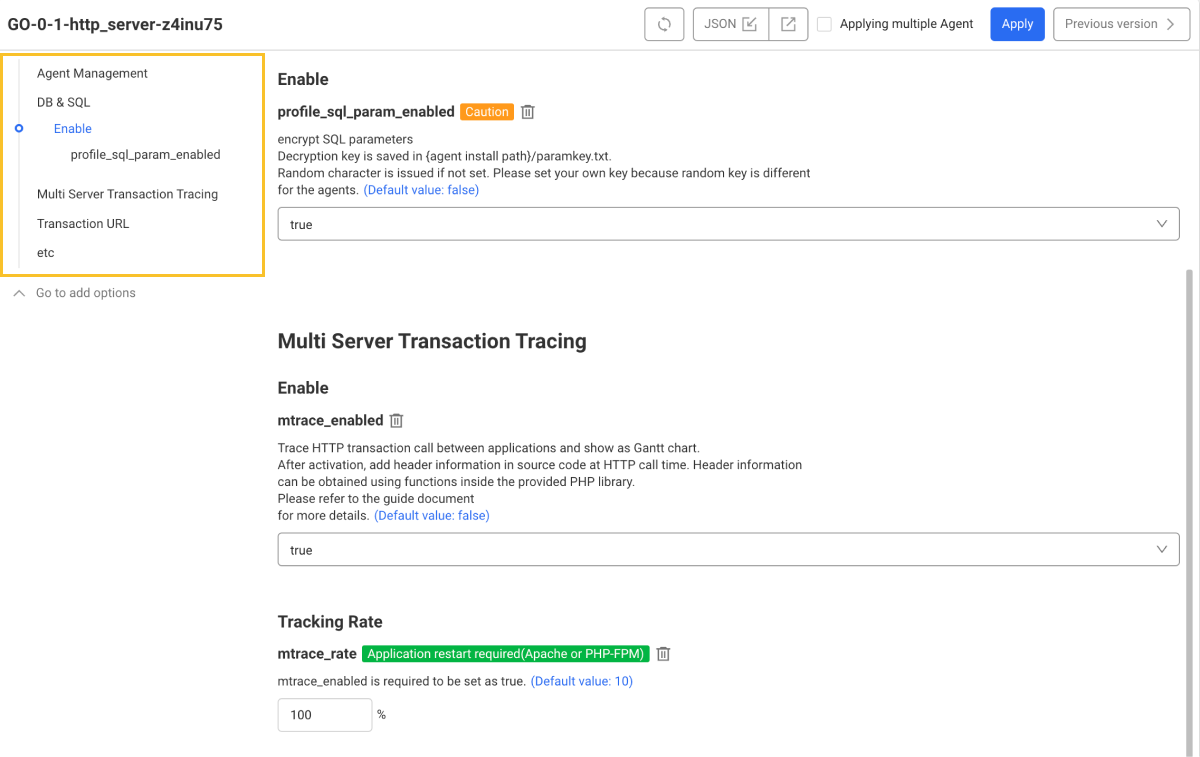 GO-0-1-http_server-z4inu75
JSON
Applying multiple Agent
Apply
Previous version
Agent Management
DB & SQL
Enable
profile_sql_param_enabled
Multi Server Transaction Tracing
Transaction URL
etc
Go to add options
Enable
profile_sql_param_enabled Caution
encrypt SQL parameters
Decryption key is saved in {agent install path}/paramkey.txt.
Random character is issued if not set. Please set your own key because random key is different
for the agents. (Default value: false)
true
Multi Server Transaction Tracing
Enable
mtrace_enabled
Trace HTTP transaction call between applications and show as Gantt chart.
After activation, add header information in source code at HTTP call time. Header information
can be obtained using functions inside the provided PHP library.
Please refer to the guide document
for more details. (Default value: false)
true
Tracking Rate
mtrace_rate Application restart required(Apache or PHP-FPM)
mtrace_enabled is required to be set as true. (Default value: 10)
100 %